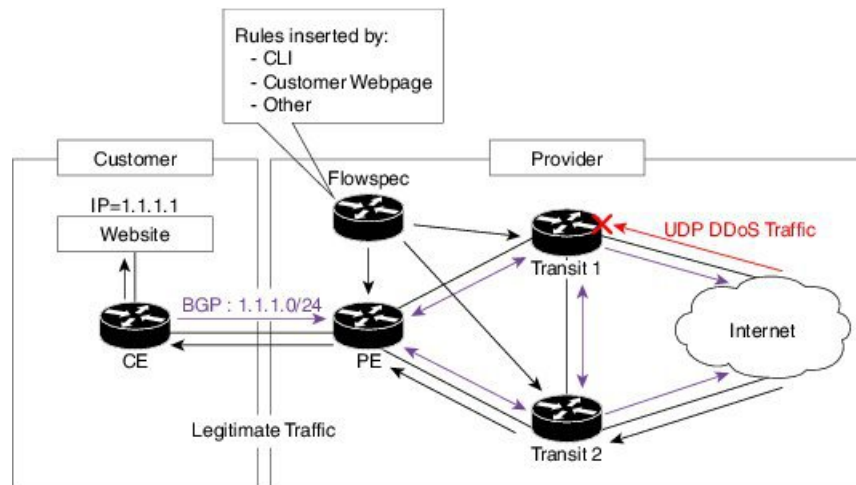 Rules inserted by:
- CLI
- Customer Webpage
- Other
Customer
Provider
Flowspec
IP=1.1.1.1
Website
UDP DDoS Traffic
Transit 1
BGP : 1.1.1.0/24
Internet
CE
PE
Legitimate Traffic
Transit 2